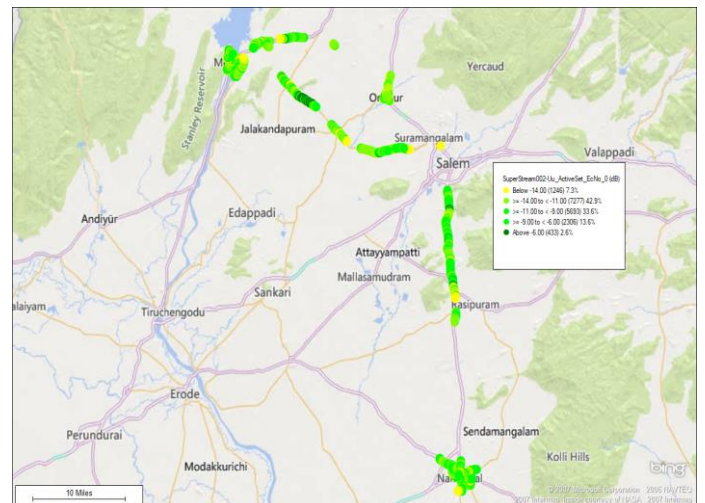 Yercaud
Stanley Reservoir
Jalakandapuram
Suramangalam
Valappadi
Salem
SuperStream002-Uu_ActiveSet_EcNo_0 (dB)
Below -14.00 (1246) 7.3%
>= -14.00 to < -11.00 (7277) 42.9%
>= -11.00 to < -9.00 (5693) 33.6%
>= -9.00 to < -6.00 (2306) 13.6%
Above -6.00 (433) 2.6%
Andiyūr
Edappadi
Attayyampatti
Mallasamudram
Sankari
Rasipuram
Tiruchengodu
Erode
Perundurai
Sendamangalam
Kolli Hills
Modakkurichi
bing
10 Miles